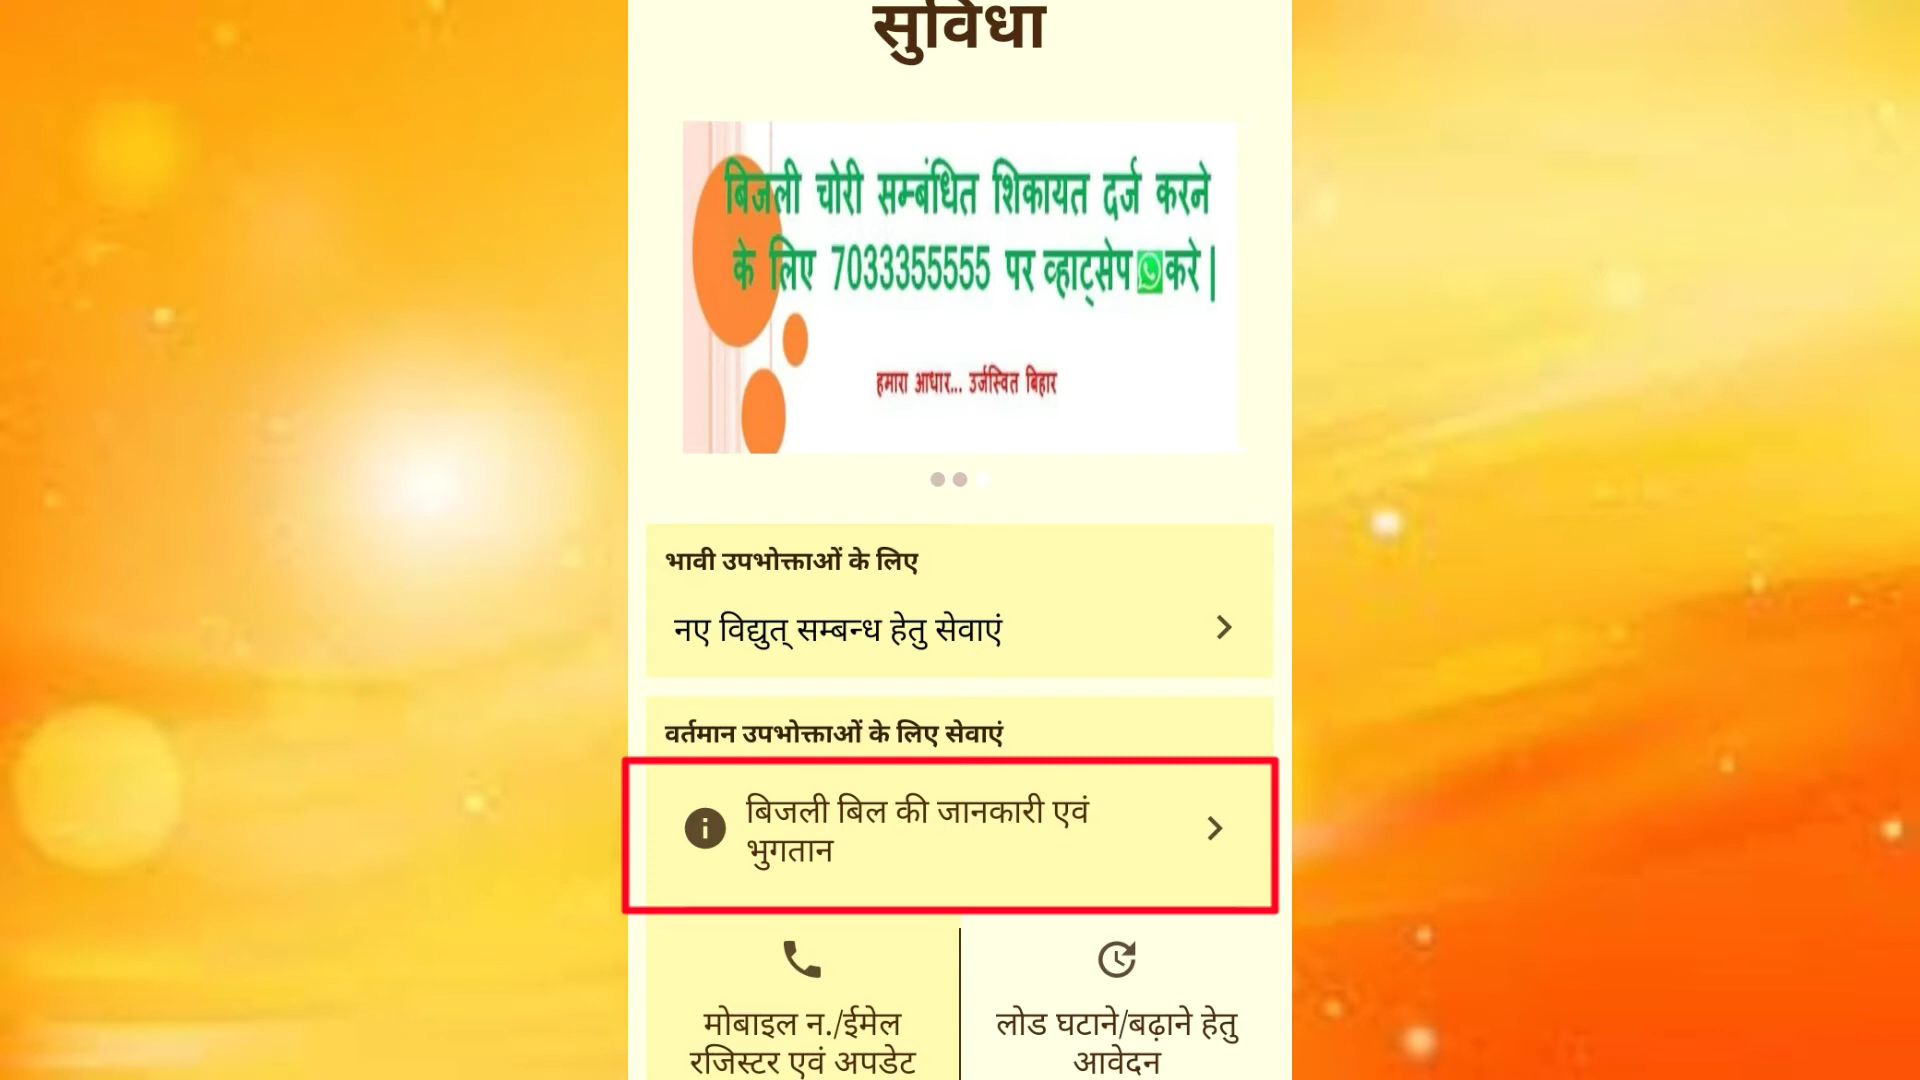 सुविधा
बिजली चोरी सम्बंधित शिकायत दर्ज करने
के लिए 7033355555 पर व्हाट्सेप करे |
हमारा आधार... उर्जस्वित बिहार
भावी उपभोक्ताओं के लिए
नए विद्युत् सम्बन्ध हेतु सेवाएं
वर्तमान उपभोक्ताओं के लिए सेवाएं
बिजली बिल की जानकारी एवं
भुगतान
मोबाइल न./ईमेल
रजिस्टर एवं अपडेट
लोड घटाने/बढ़ाने हेतु
आवेदन